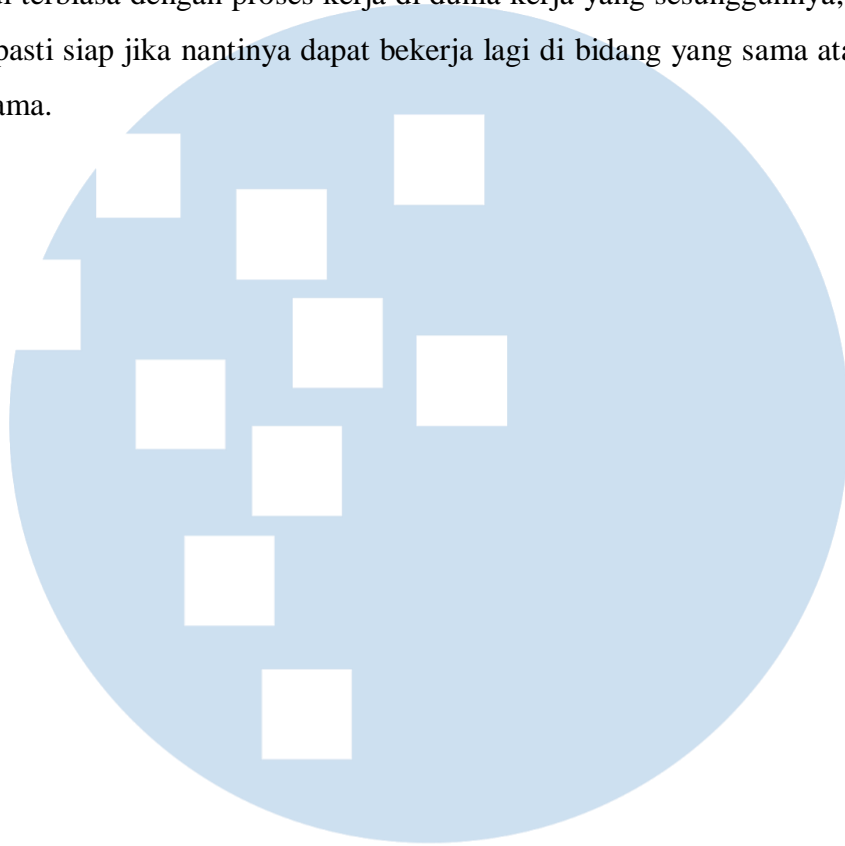 terbiasa dengan proses kerja di dunia kerja yang sesungguhnya,
pasti siap jika nantinya dapat bekerja lagi di bidang yang sama
ama.